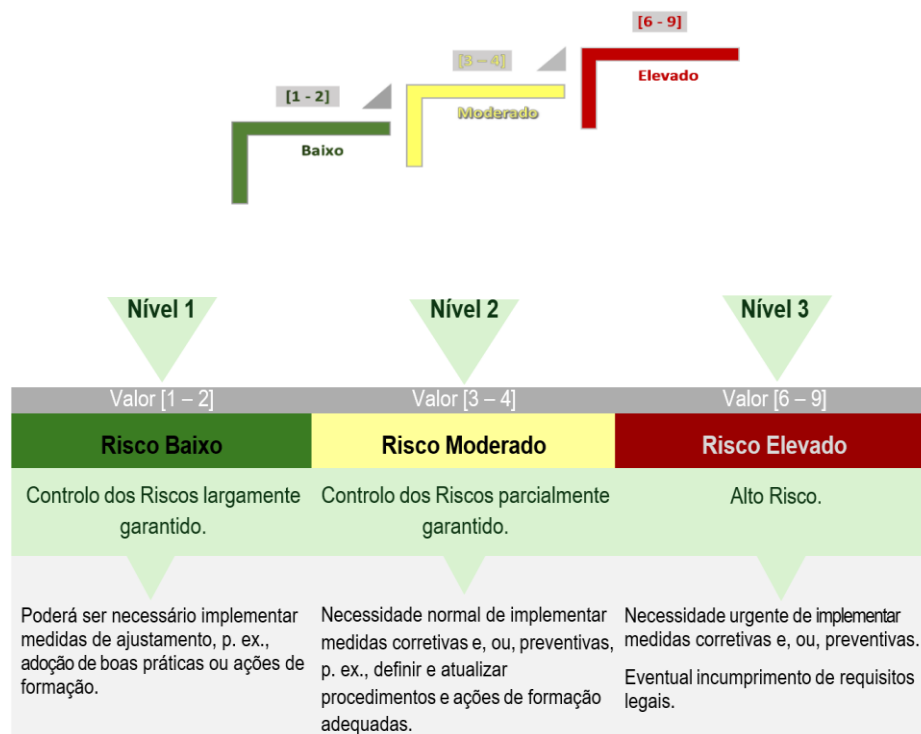 [6 - 9]
Elevado
[3 – 4]
Moderado
[1 - 2]
Baixo
Nível 1
Nível 2
Nível 3
Valor [1 – 2]
Valor [3 – 4]
Valor [6 – 9]
Risco Baixo
Risco Moderado
Risco Elevado
Controlo dos Riscos largamente
garantido.
Controlo dos Riscos parcialmente
garantido.
Alto Risco.
Poderá ser necessário implementar
medidas de ajustamento, p. ex.,
adoção de boas práticas ou ações de
formação.
Necessidade normal de implementar
medidas corretivas e, ou, preventivas,
p. ex., definir e atualizar
procedimentos e ações de formação
adequadas.
Necessidade urgente de implementar
medidas corretivas e, ou, preventivas.
Eventual incumprimento de requisitos
legais.